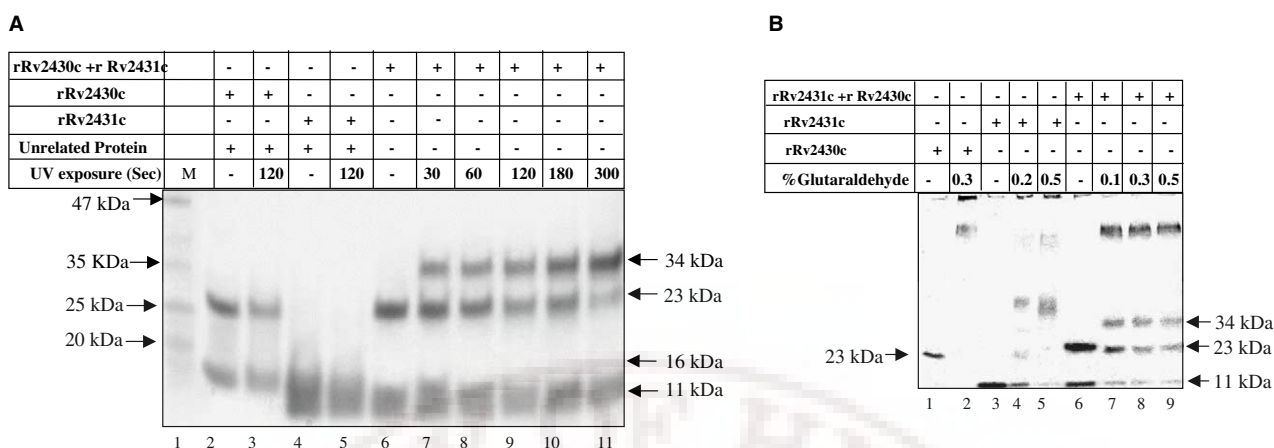 A
rRv2430c +r Rv2431c - - - - + + + + + +
rRv2430c + + - - - - - - - -
rRv2431c - - + + - - - - - -
Unrelated Protein + + + + - - - - - -
UV exposure (Sec) M - 120 - 120 - 30 60 120 180 300
47 kDa
35 KDa
25 kDa
20 kDa
34 kDa
23 kDa
16 kDa
11 kDa
1 2 3 4 5 6 7 8 9 10 11
B
rRv2431c +r Rv2430c - - - - - + + + +
rRv2431c - - + + + - - - -
rRv2430c + + - - - - - - -
%Glutaraldehyde - 0.3 - 0.2 0.5 - 0.1 0.3 0.5
23 kDa
34 kDa
23 kDa
11 kDa
1 2 3 4 5 6 7 8 9